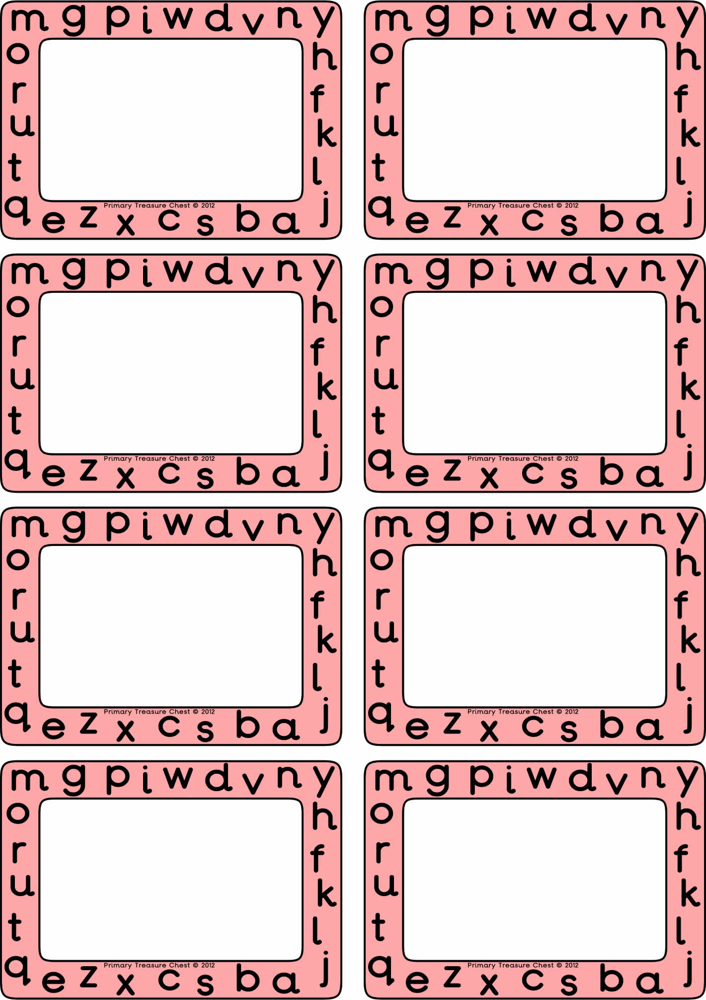 m g p i w d v n y
o h
r f
u k
t l
q j
Primary Treasure Chest © 2012
e z x c s b a
m g p i w d v n y
o h
r f
u k
t l
q j
Primary Treasure Chest © 2012
e z x c s b a
m g p i w d v n y
o h
r f
u k
t l
q j
Primary Treasure Chest © 2012
e z x c s b a
m g p i w d v n y
o h
r f
u k
t l
q j
Primary Treasure Chest © 2012
e z x c s b a
m g p i w d v n y
o h
r f
u k
t l
q j
Primary Treasure Chest © 2012
e z x c s b a
m g p i w d v n y
o h
r f
u k
t l
q j
Primary Treasure Chest © 2012
e z x c s b a
m g p i w d v n y
o h
r f
u k
t l
q j
Primary Treasure Chest © 2012
e z x c s b a
m g p i w d v n y
o h
r f
u k
t l
q j
Primary Treasure Chest © 2012
e z x c s b a